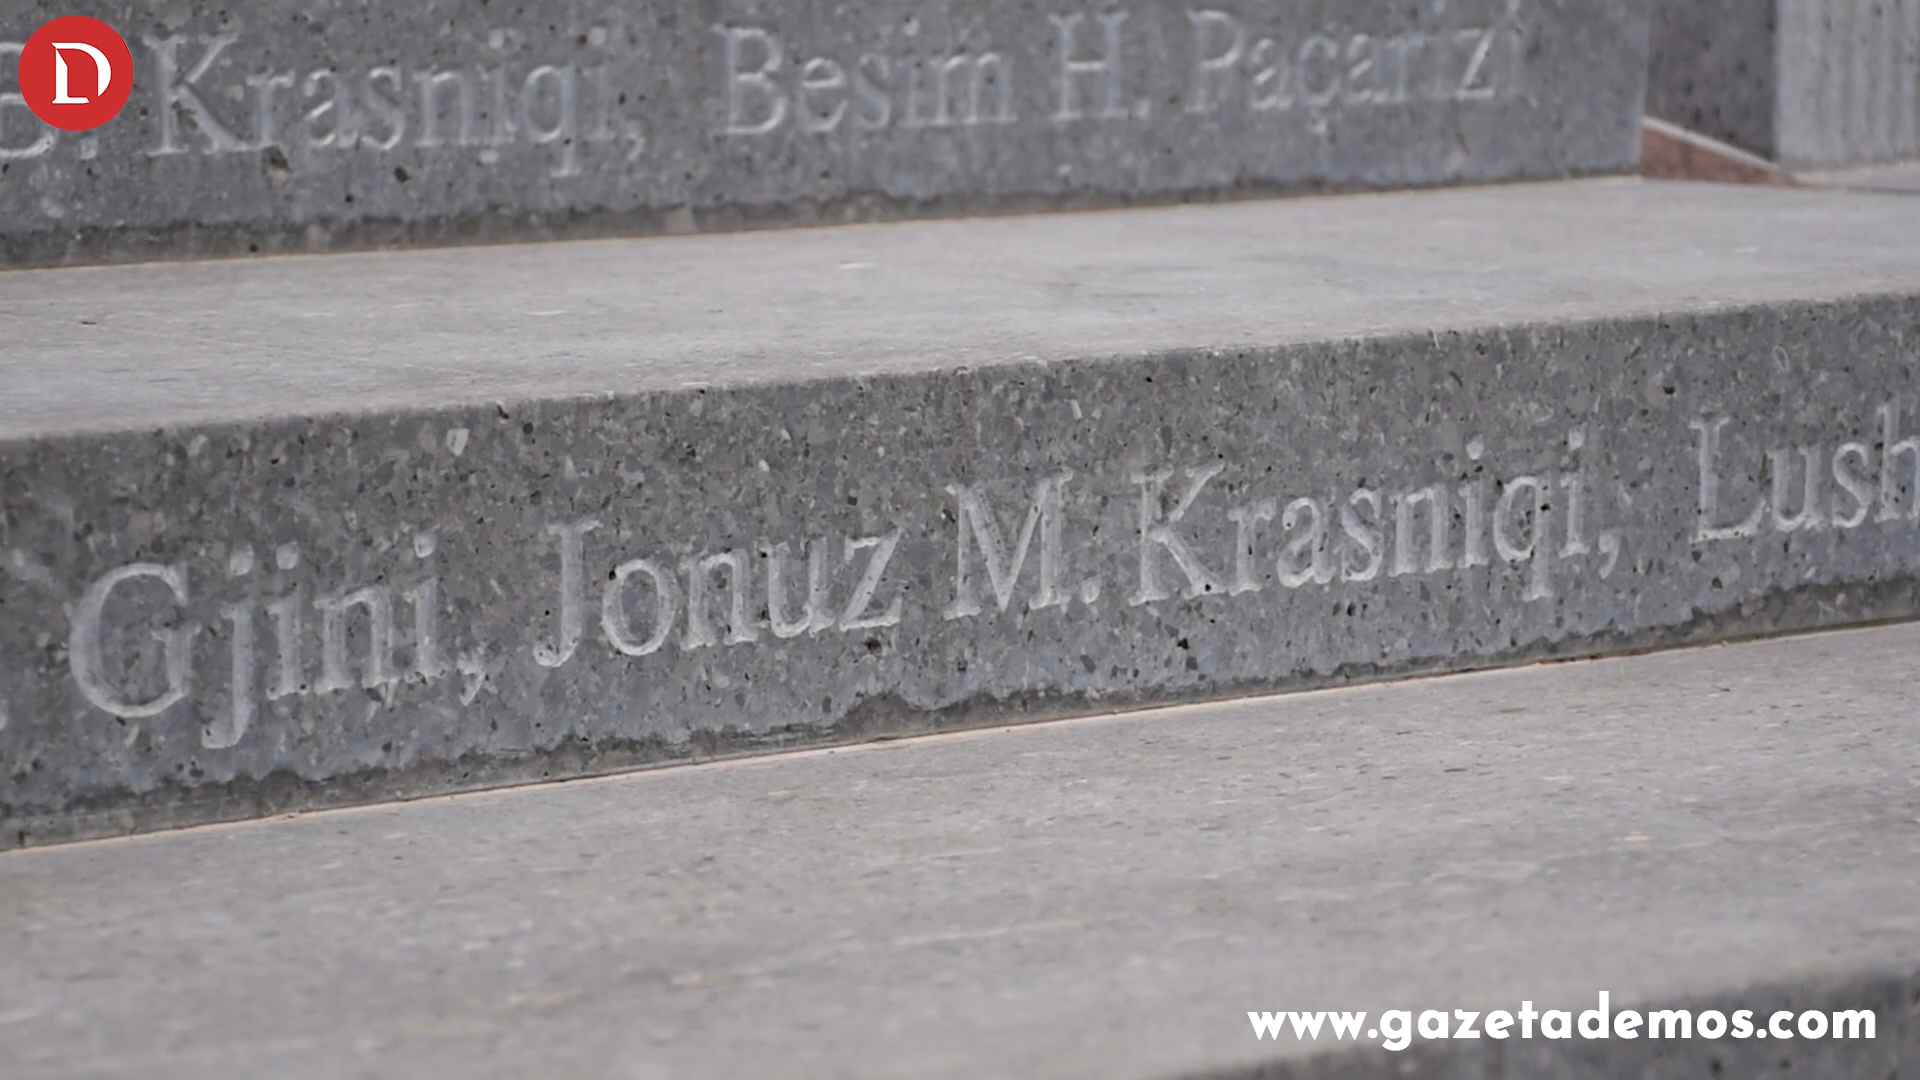 D
. Krasniqi, Besim H. Paçarizi
Gjini, Jonuz M. Krasniqi, Lush
www.gazetademos.com